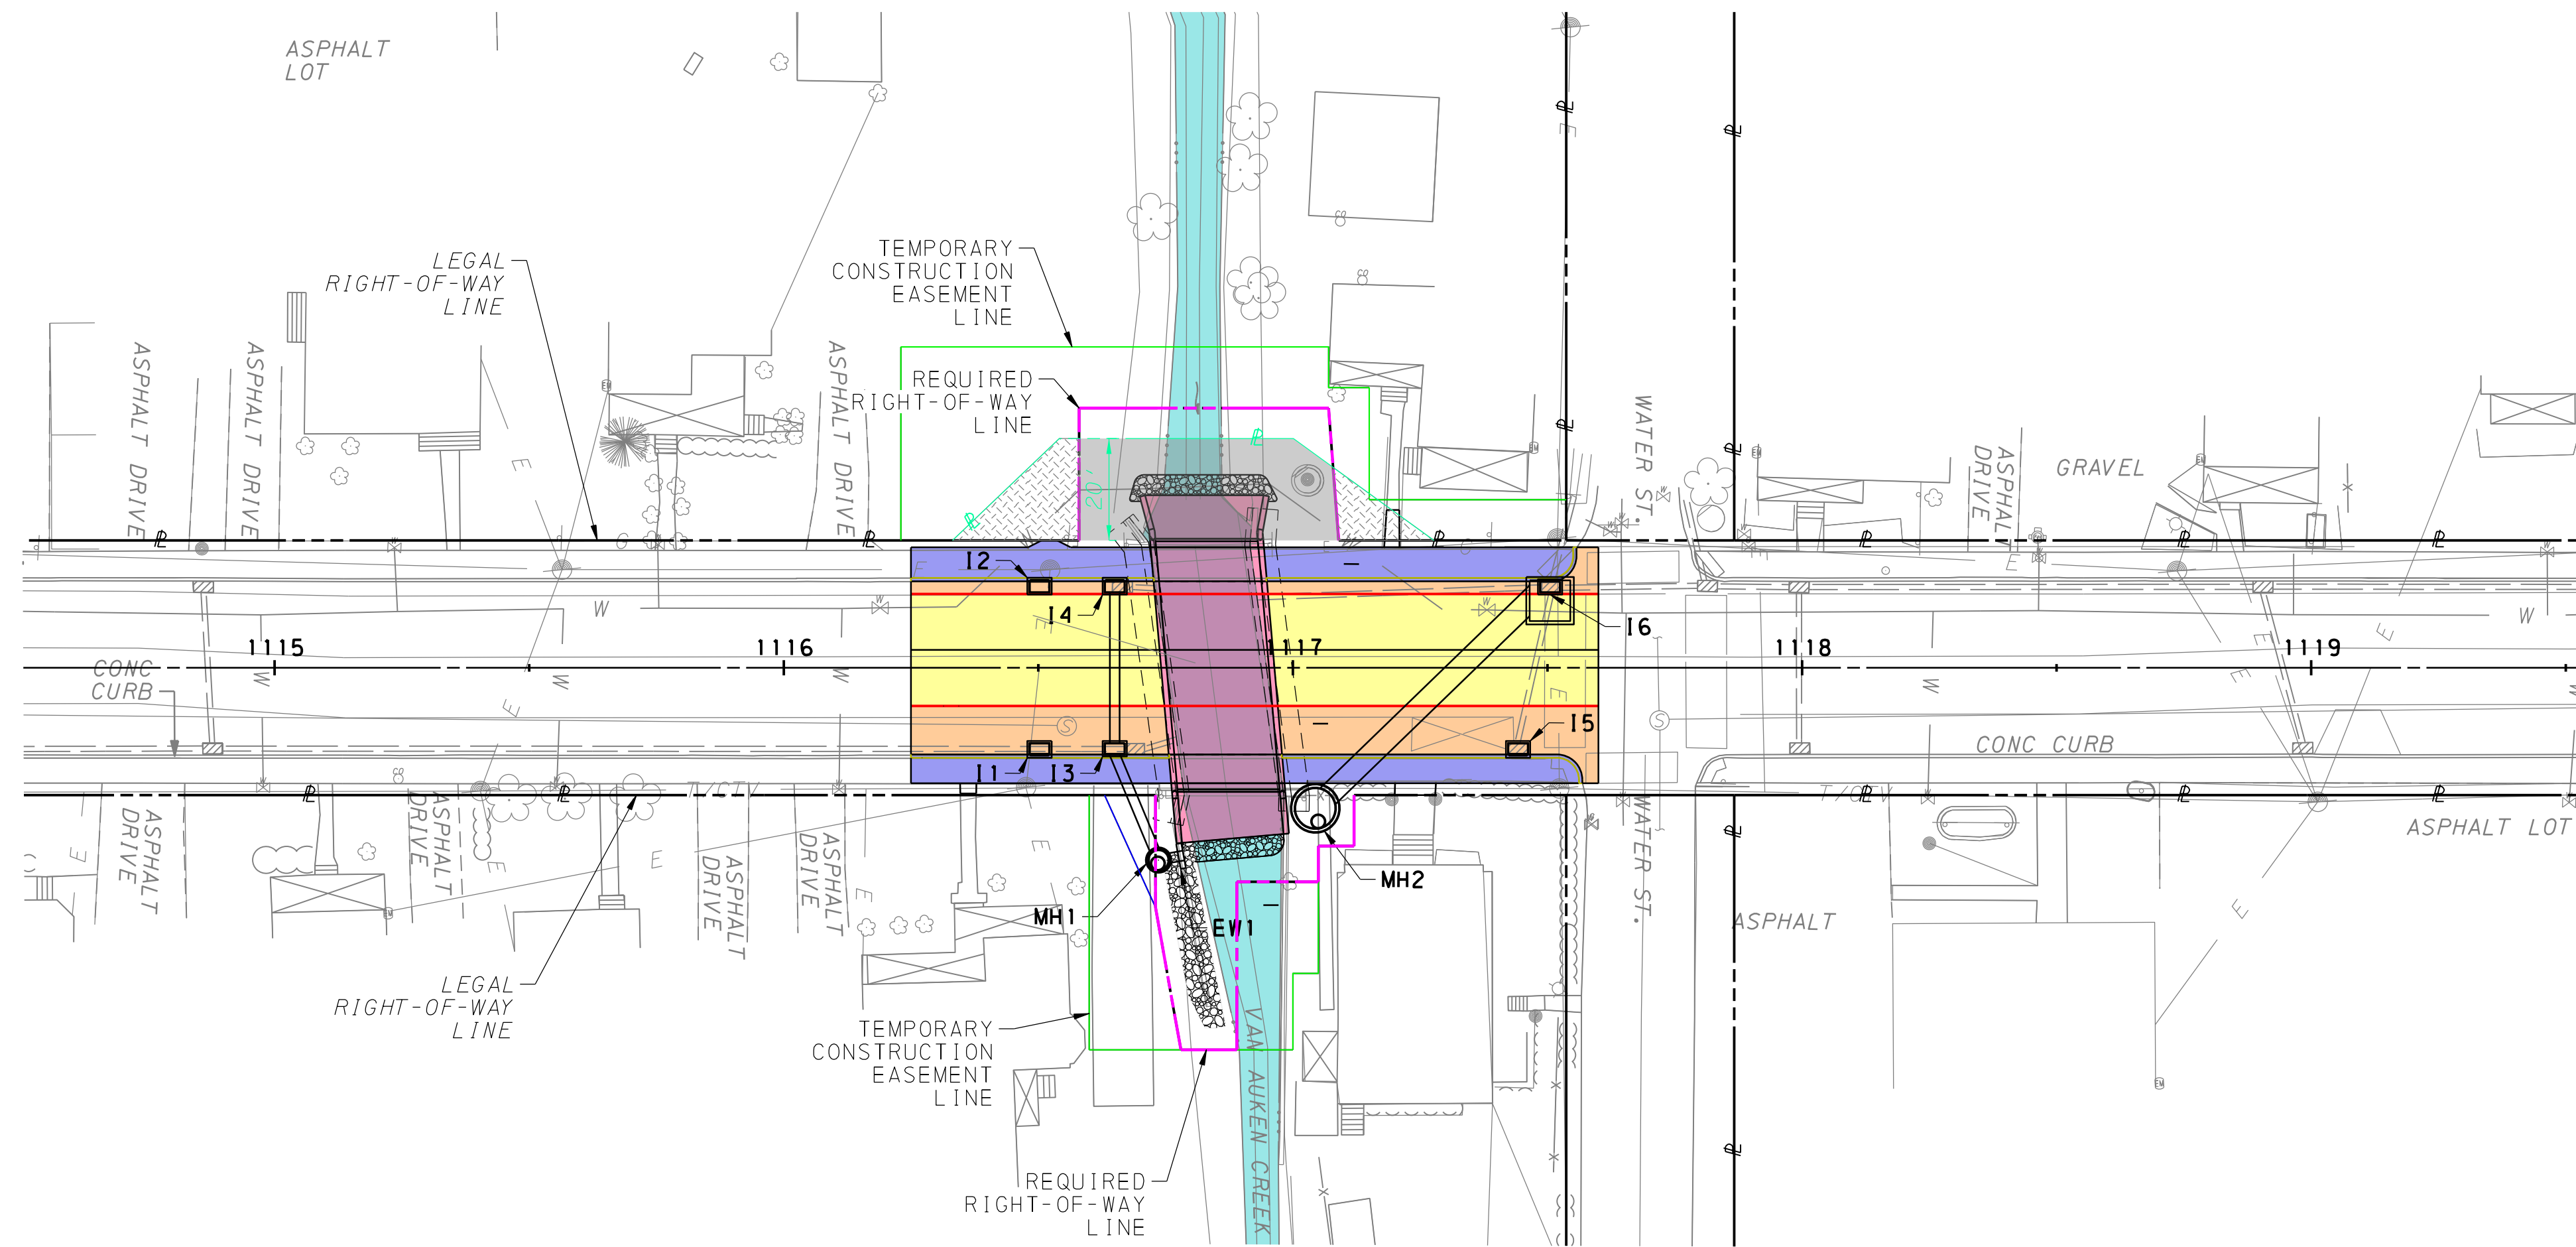 ASPHALT
LOT
LEGAL
RIGHT-OF-WAY
LINE
TEMPORARY
CONSTRUCTION
EASEMENT
LINE
REQUIRED
RIGHT-OF-WAY
LINE
ASPHALT DRIVE
ASPHALT DRIVE
ASPHALT DRIVE
20'
WATER ST.
ASPHALT
DRIVE
GRAVEL
I2
I4
I6
1115
1116
1117
1118
1119
CONC
CURB
I1
I3
I5
CONC CURB
T/CTV
T/CTV
ASPHALT
DRIVE
ASPHALT
DRIVE
ASPHALT
DRIVE
ASPHALT
DRIVE
WATER ST.
ASPHALT LOT
MH1
MH2
EW1
ASPHALT
LEGAL
RIGHT-OF-WAY
LINE
TEMPORARY
CONSTRUCTION
EASEMENT
LINE
VAN AUKEN CREEK
REQUIRED
RIGHT-OF-WAY
LINE